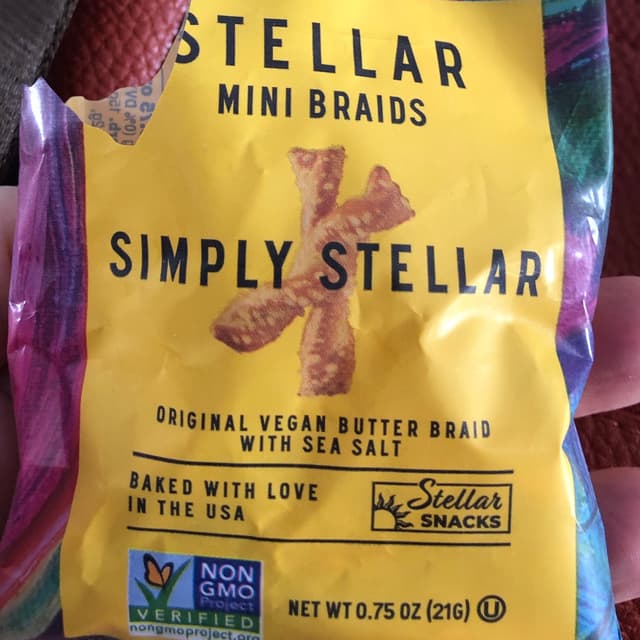 STELLAR
MINI BRAIDS
SIMPLY STELLAR
ORIGINAL VEGAN BUTTER BRAID
WITH SEA SALT
BAKED WITH LOVE
IN THE USA
Stellar
SNACKS
NON
GMO
Project
VERIFIED
nongmoproject.org
NET WT 0.75 OZ (21G) U